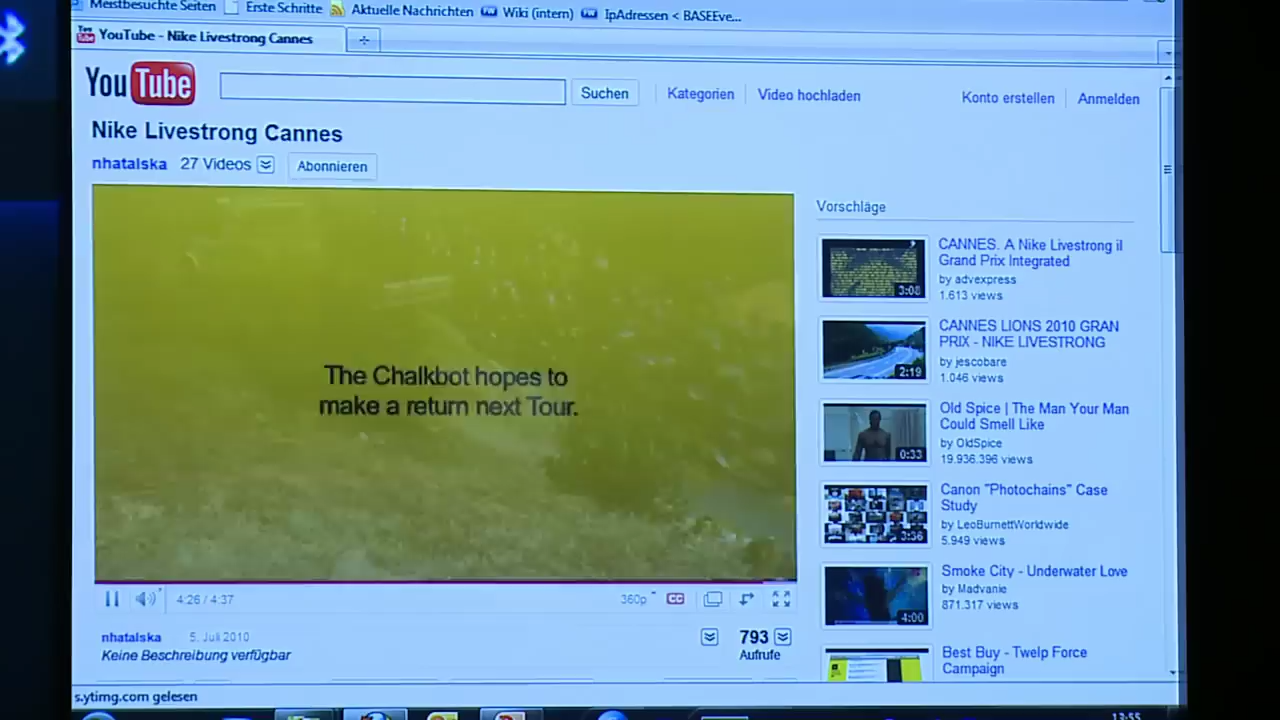 Meistbesuchte Seiten Erste Schritte Aktuelle Nachrichten Wiki (intern) IpAdressen < BASEEve...
YouTube - Nike Livestrong Cannes
YouTube Suchen Kategorien Video hochladen Konto erstellen Anmelden
Nike Livestrong Cannes
nhatalska 27 Videos Abonnieren
The Chalkbot hopes to
make a return next Tour.
4:26 / 4:37 360p CC
nhatalska 5. Juli 2010 793
Keine Beschreibung verfügbar Aufrufe
Vorschläge
CANNES. A Nike Livestrong il
Grand Prix Integrated
by advexpress
1.613 views
3:08
CANNES LIONS 2010 GRAN
PRIX - NIKE LIVESTRONG
by jescobare
1.046 views
2:19
Old Spice | The Man Your Man
Could Smell Like
by OldSpice
19.936.396 views
0:33
Canon "Photochains" Case
Study
by LeoBurnettWorldwide
5.949 views
3:36
Smoke City - Underwater Love
by Madvanie
871.317 views
4:00
Best Buy - Twelp Force
Campaign
s.ytimg.com gelesen
13:55